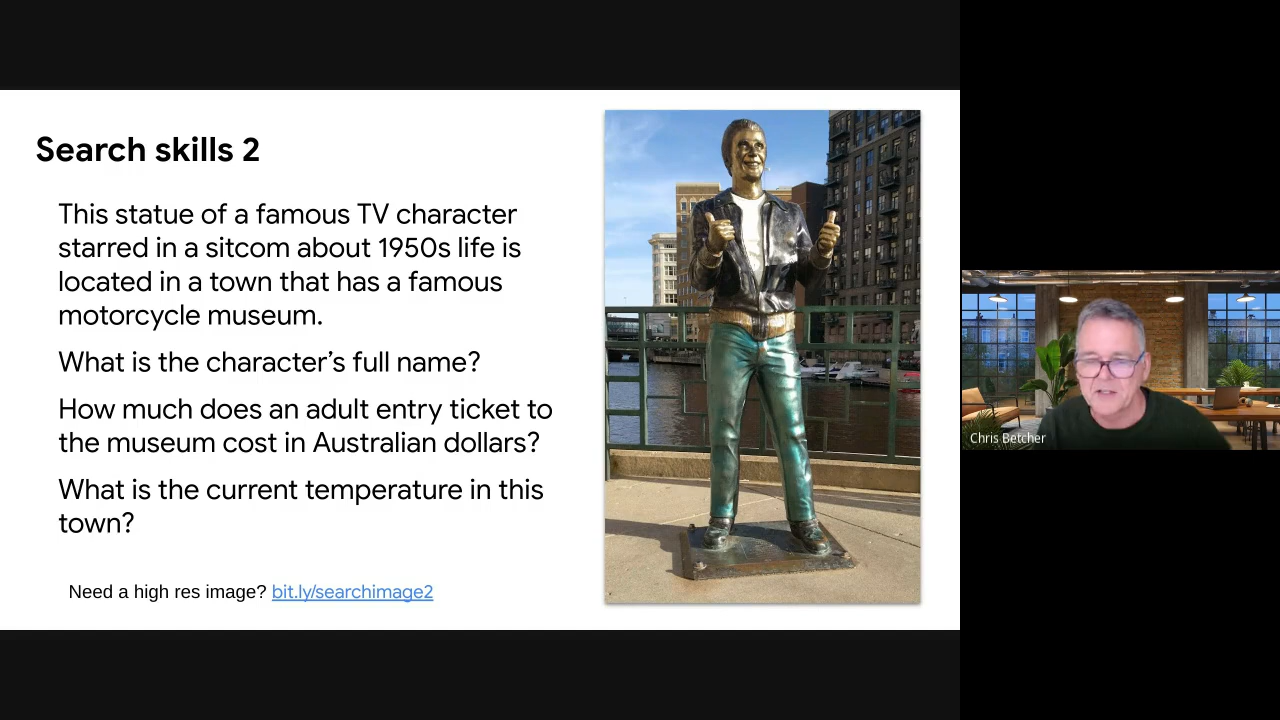 Search skills 2
This statue of a famous TV character
starred in a sitcom about 1950s life is
located in a town that has a famous
motorcycle museum.
What is the character’s full name?
How much does an adult entry ticket to
the museum cost in Australian dollars?
What is the current temperature in this
town?
Need a high res image? bit.ly/searchimage2
Chris Betcher